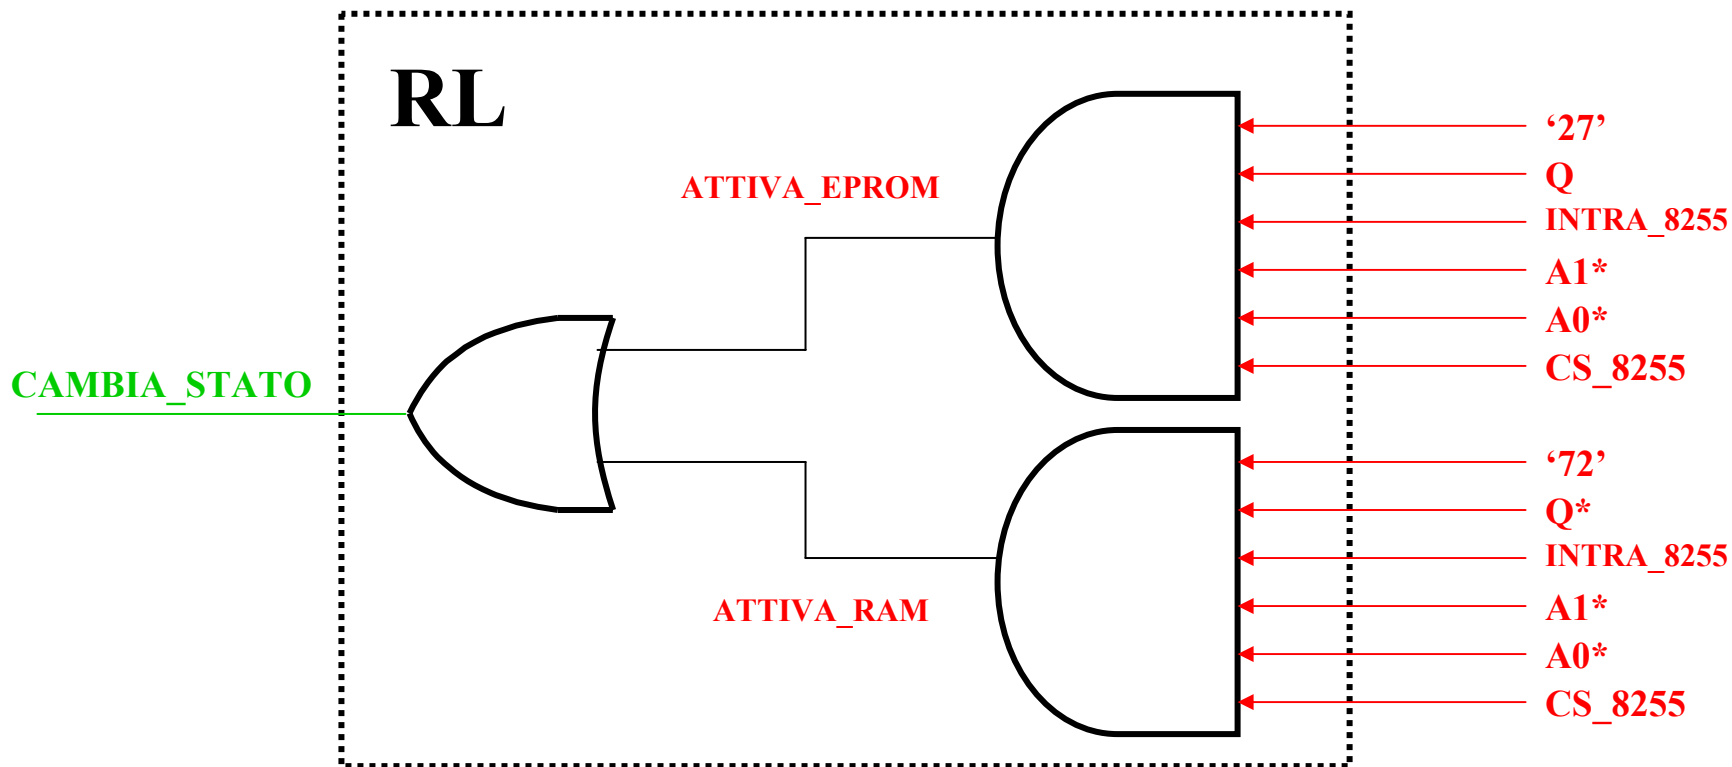 RL
‘27’
Q
ATTIVA_EPROM
INTRA_8255
A1*
A0*
CS_8255
CAMBIA_STATO
‘72’
Q*
INTRA_8255
ATTIVA_RAM
A1*
A0*
CS_8255